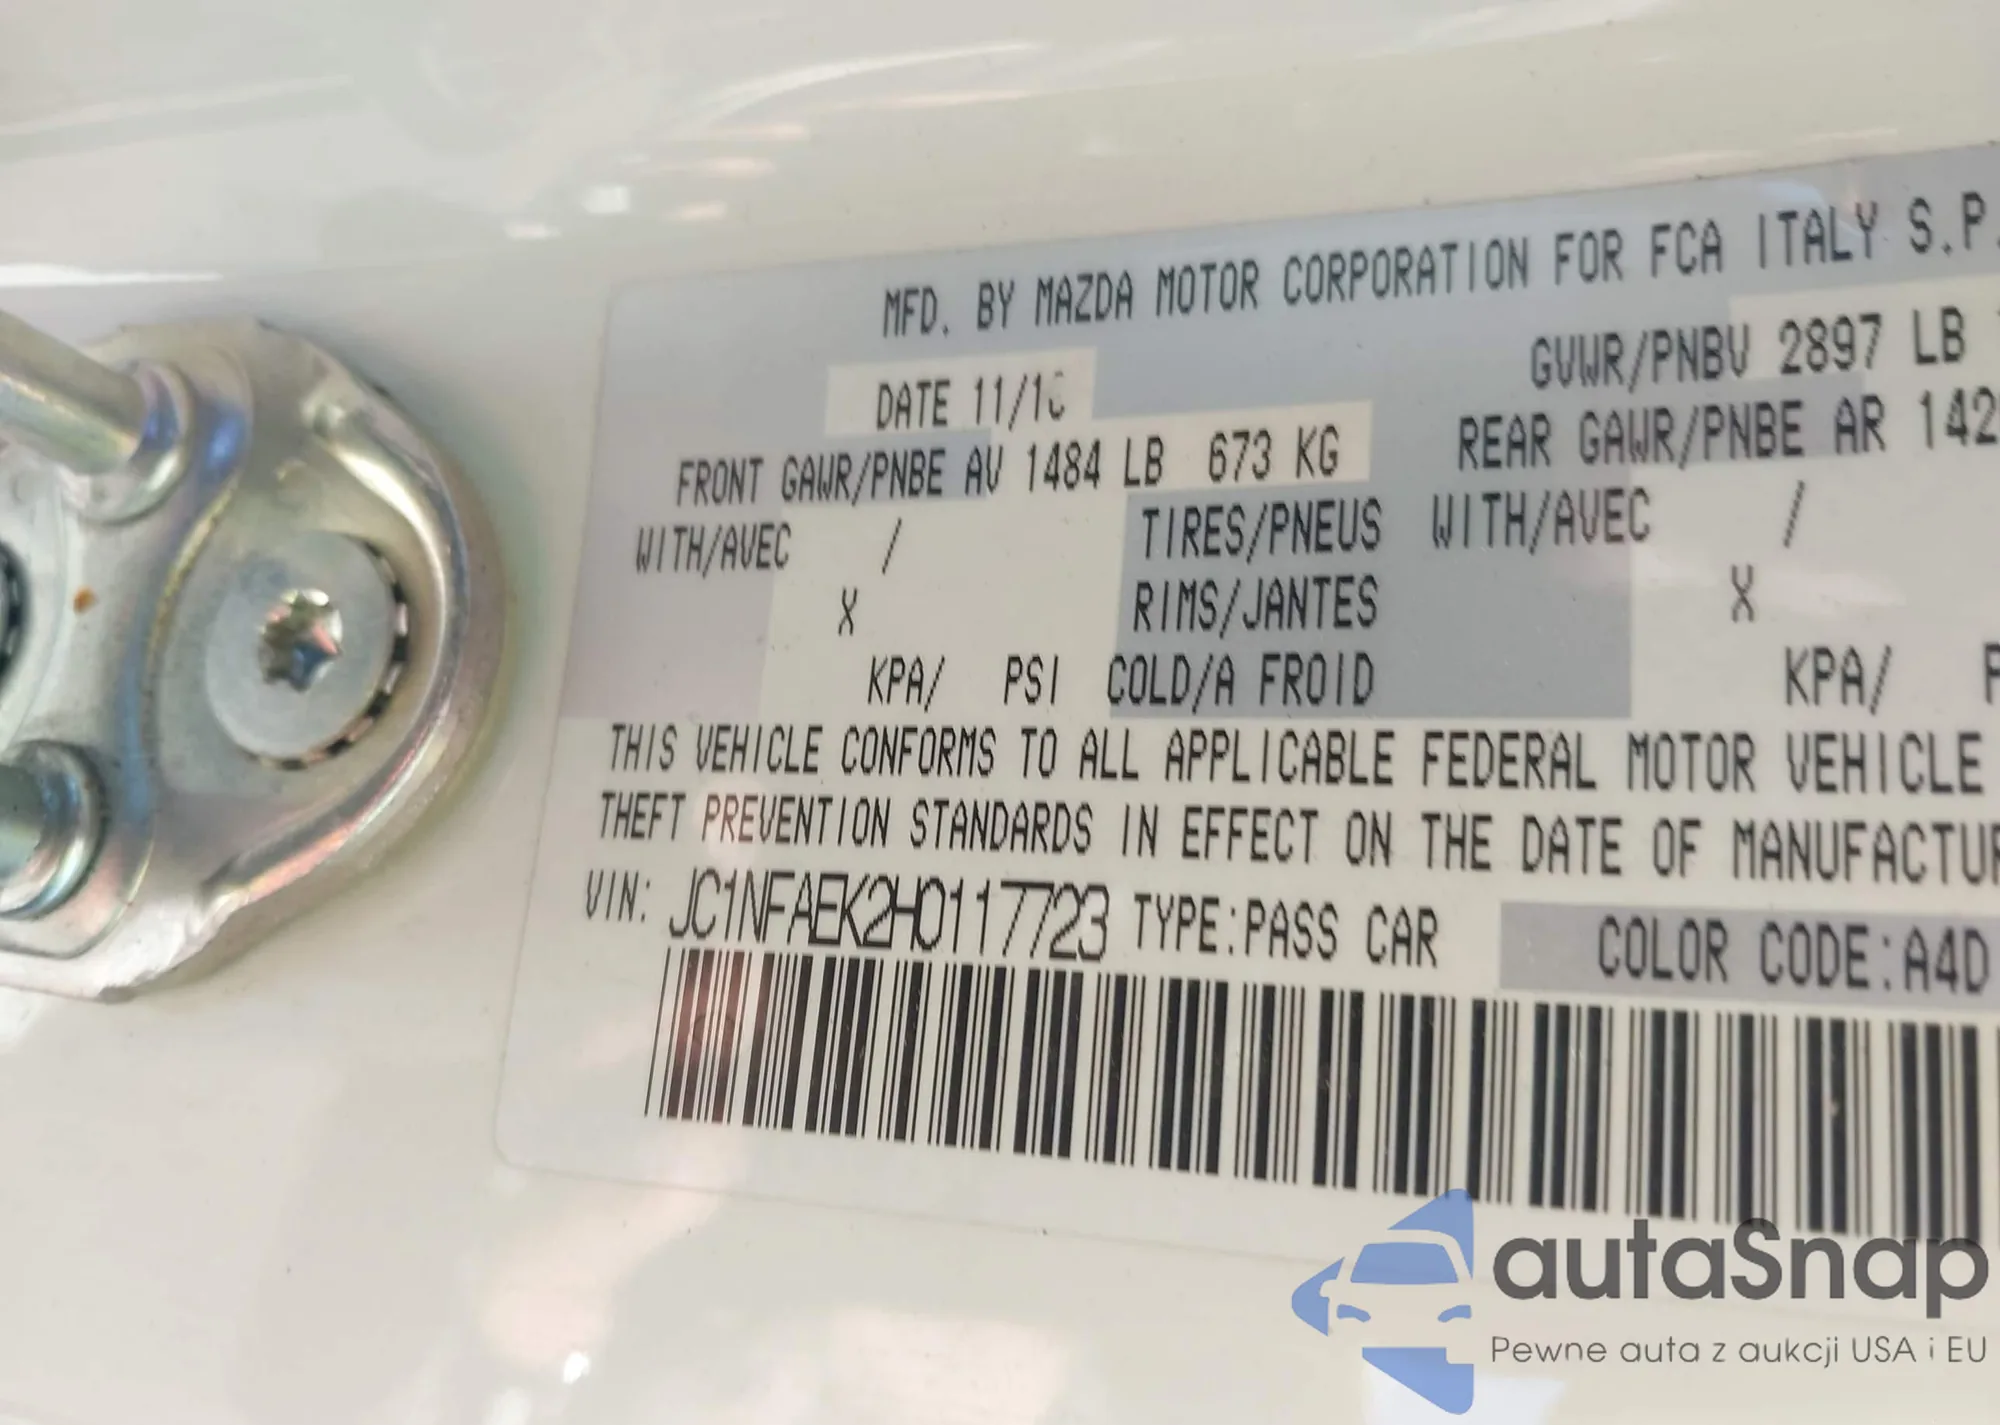 MFD. BY MAZDA MOTOR CORPORATION FOR FCA ITALY S.P.
DATE 11/16
GVWR/PNBV 2897 LB
FRONT GAWR/PNBE AV 1484 LB 673 KG
REAR GAWR/PNBE AR 142
WITH/AVEC / TIRES/PNEUS WITH/AVEC /
X RIMS/JANTES X
KPA/ PSI COLD/A FROID KPA/ P
THIS VEHICLE CONFORMS TO ALL APPLICABLE FEDERAL MOTOR VEHICLE
THEFT PREVENTION STANDARDS IN EFFECT ON THE DATE OF MANUFACTUR
VIN: JC1NFAEK2H0117723 TYPE:PASS CAR COLOR CODE:A4D
autaSnap
Pewne auta z aukcji USA i EU